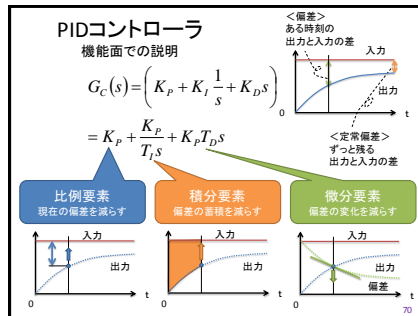 PIDコントローラ
機能面での説明
G_C(s) = (K_P + K_I 1/s + K_D s)
= K_P + K_P/(T_I s) + K_P T_D s
<偏差>
ある時刻の
出力と入力の差
入力
出力
0
t
<定常偏差>
ずっと残る
出力と入力の差
比例要素
現在の偏差を減らす
積分要素
偏差の蓄積を減らす
微分要素
偏差の変化を減らす
入力
出力
0
t
入力
出力
0
t
入力
出力
偏差
0
t
70